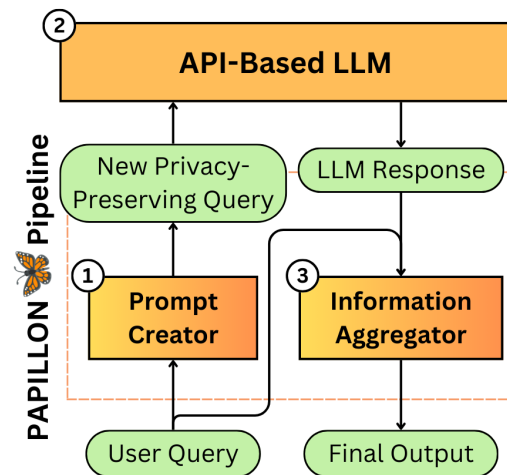 2
API-Based LLM
New Privacy-
Preserving Query
LLM Response
PAPILLON Pipeline
1
Prompt
Creator
3
Information
Aggregator
User Query
Final Output